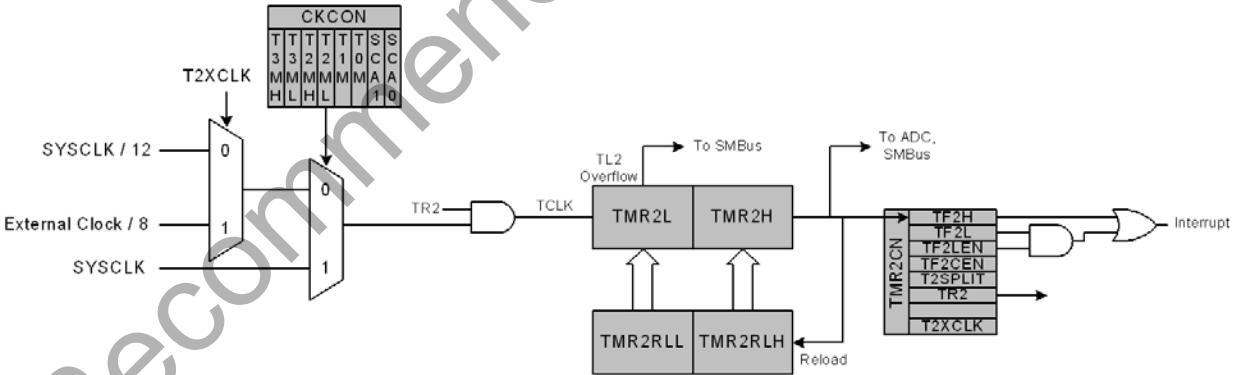 CKCON
T3MH
T3ML
T2MH
T2ML
T1M
T0M
SCA1
SCA0
T2XCLK
SYSCLK / 12
0
External Clock / 8
1
SYSCLK
0
1
TR2
TCLK
TL2
Overflow
To SMBus
To ADC,
SMBus
TMR2L
TMR2H
TMR2RLL
TMR2RLH
Reload
TMR2CN
TF2H
TF2L
TF2LEN
TF2CEN
T2SPLIT
TR2
T2XCLK
Interrupt
Recommen